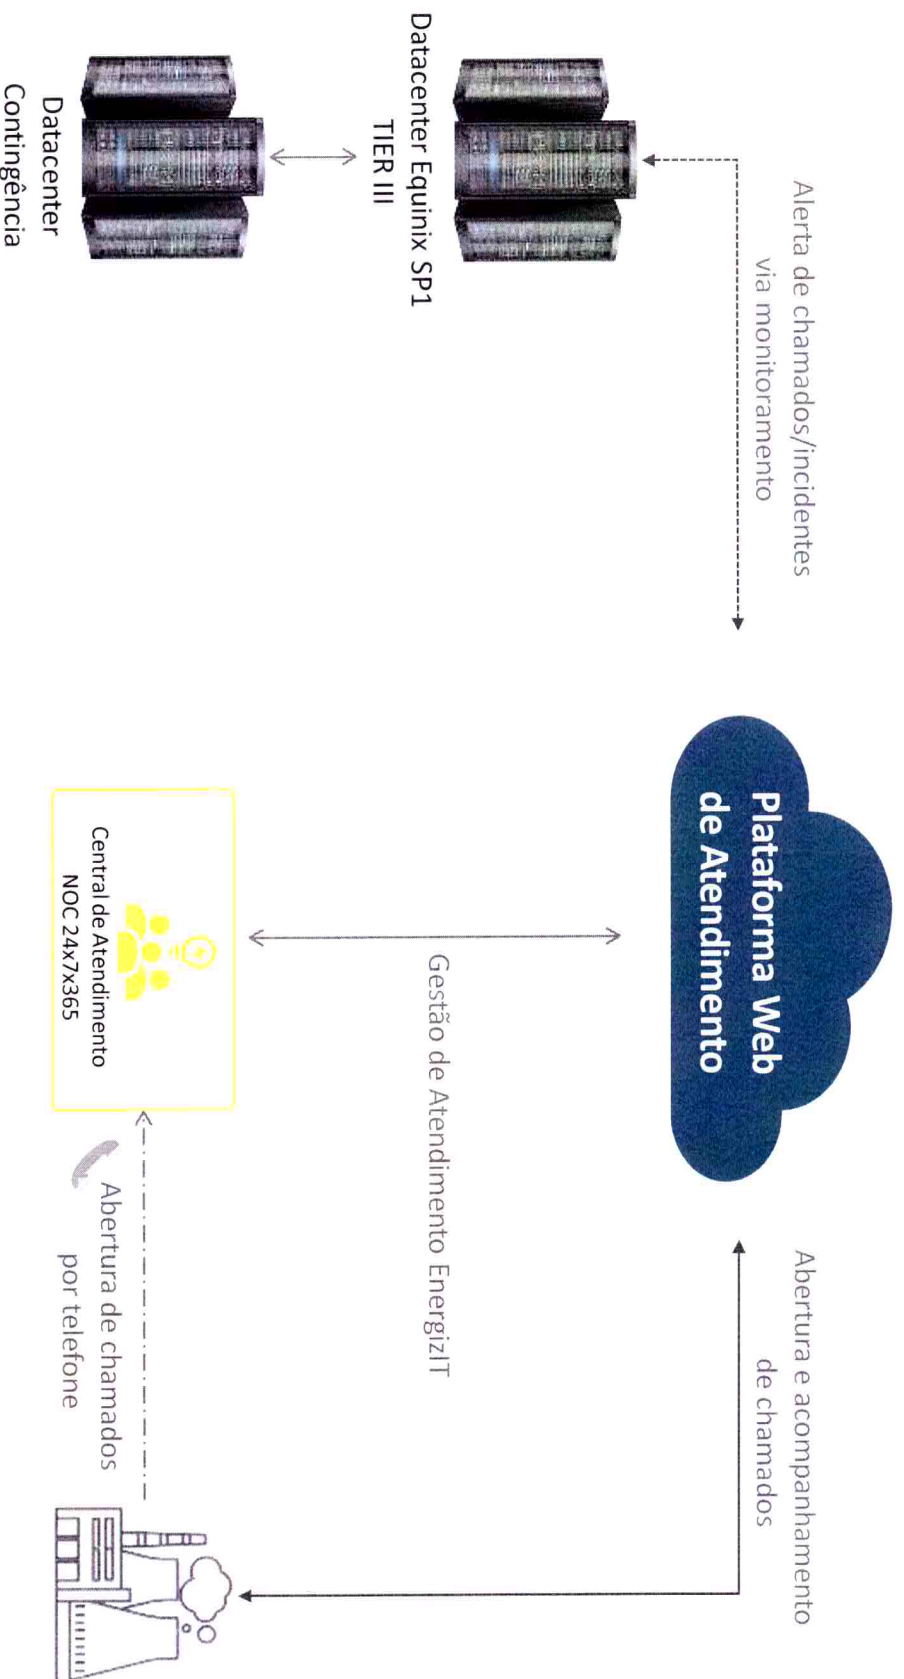 Alerta de chamados/incidentes
via monitoramento
Plataforma Web
de Atendimento
Abertura e acompanhamento
de chamados
Datacenter Equinix SP1
TIER III
Datacenter
Contingência
Gestão de Atendimento EnergizIT
Central de Atendimento
NOC 24x7x365
Abertura de chamados
por telefone